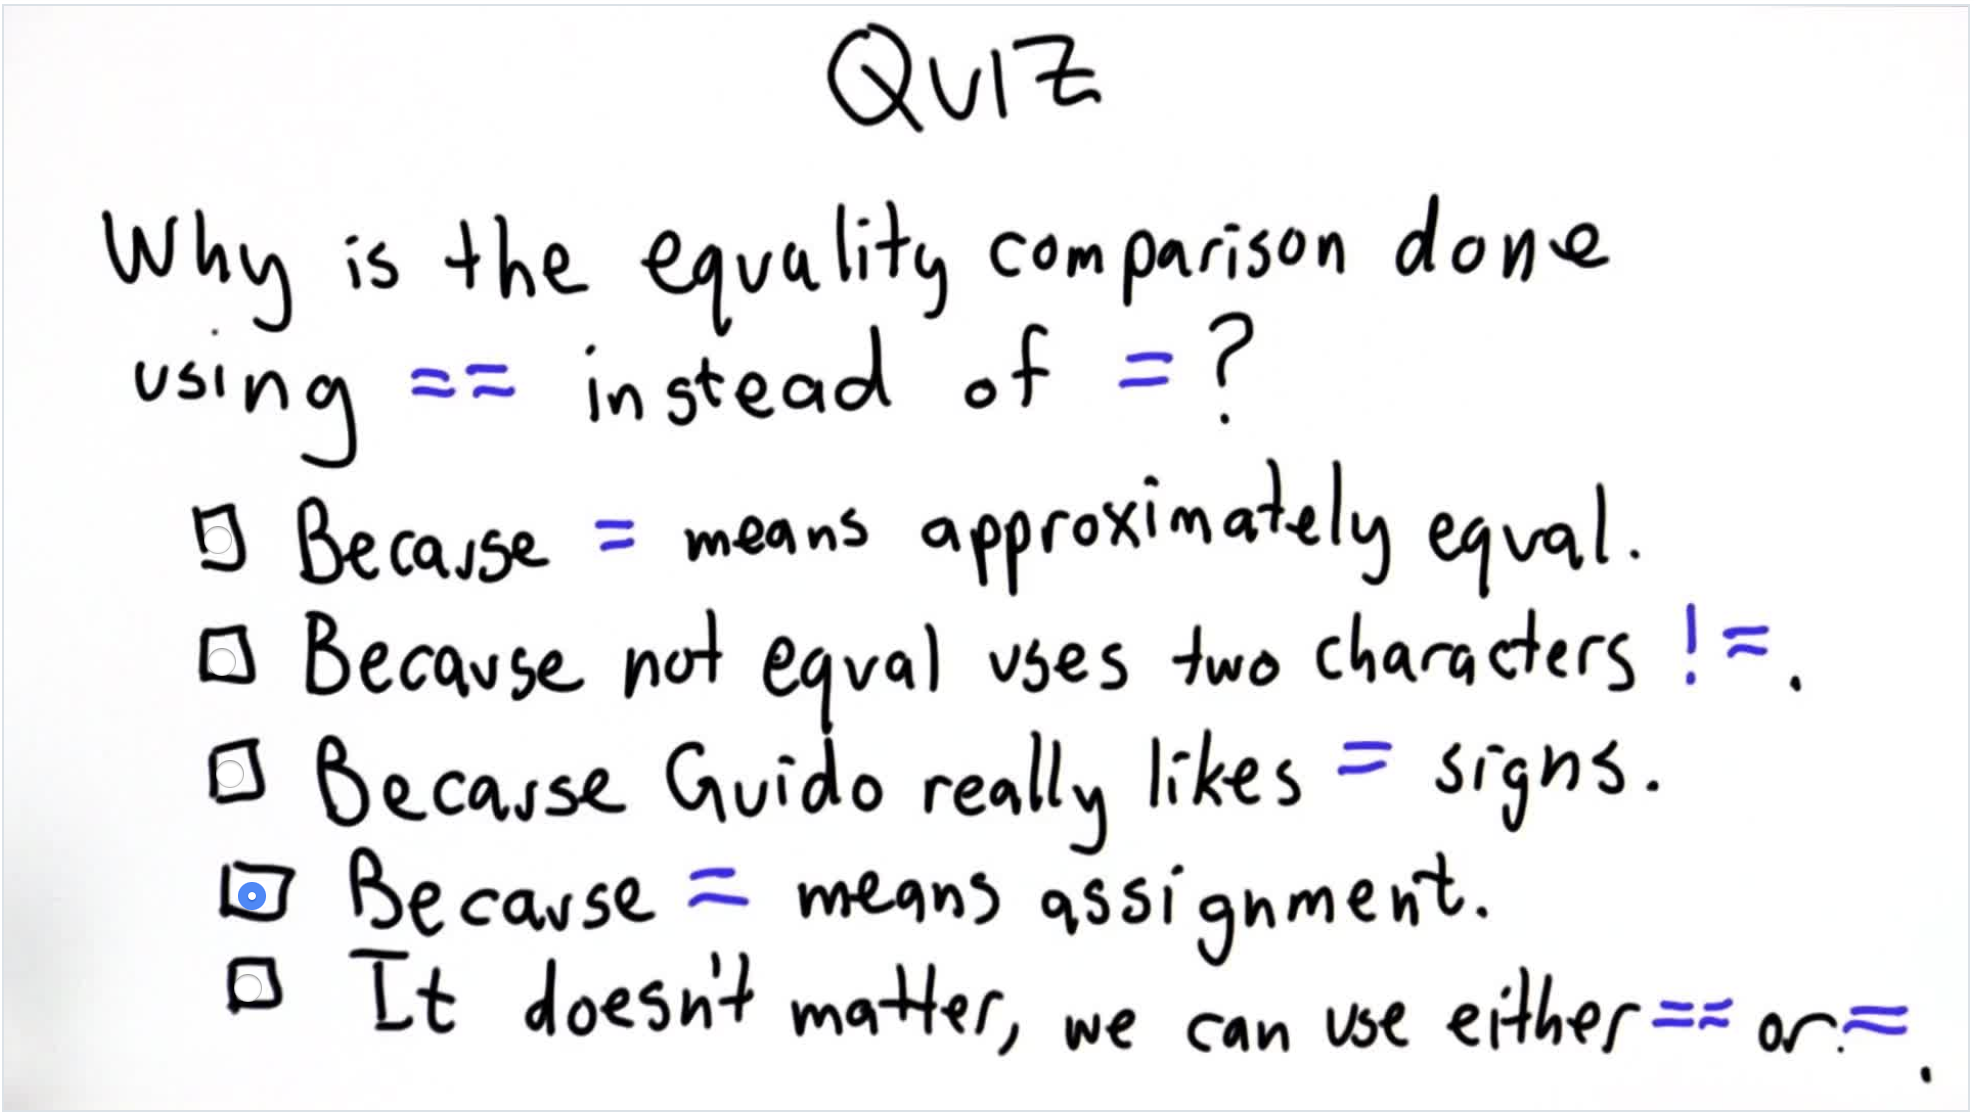 QUIZ
Why is the equality comparison done
using == instead of =?
Because = means approximately equal.
Because not equal uses two characters !=.
Because Guido really likes = signs.
Because = means assignment.
It doesn't matter, we can use either == or =.